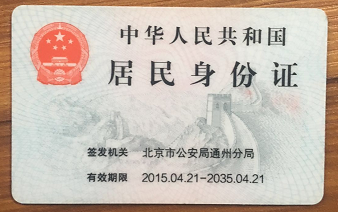 中华人民共和国
居民身份证
签发机关 北京市公安局通州分局
有效期限 2015.04.21-2035.04.21